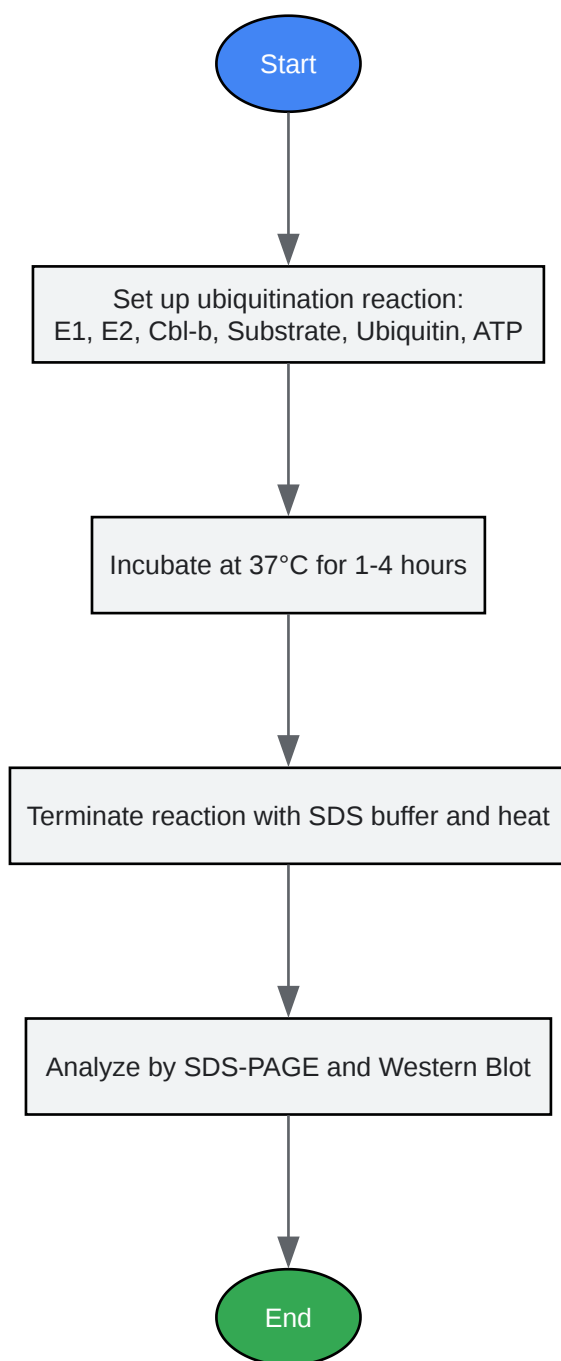 Start
Set up ubiquitination reaction:
E1, E2, Cbl-b, Substrate, Ubiquitin, ATP
Incubate at 37°C for 1-4 hours
Terminate reaction with SDS buffer and heat
Analyze by SDS-PAGE and Western Blot
End